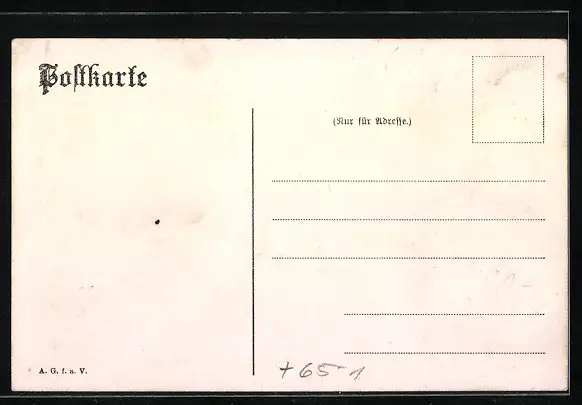 Postkarte
(Nur für Adresse.)
A. G. f. u. V.
+ 651